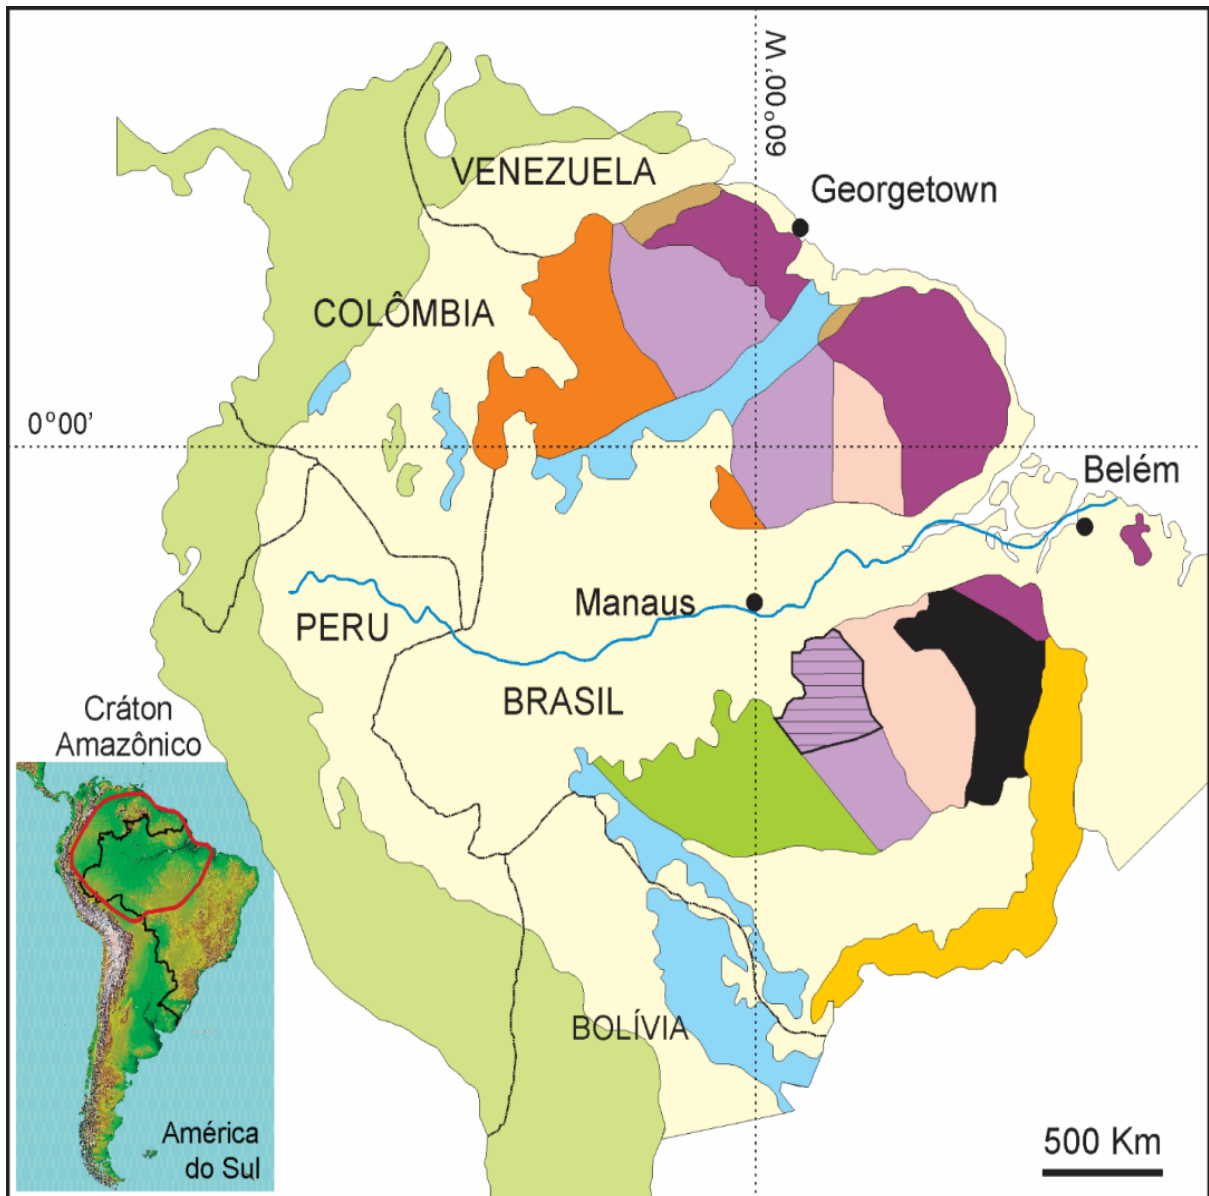 60°00' W
VENEZUELA
Georgetown
COLÔMBIA
0°00'
Belém
Manaus
PERU
BRASIL
Cráton
Amazônico
BOLÍVIA
América
do Sul
500 Km